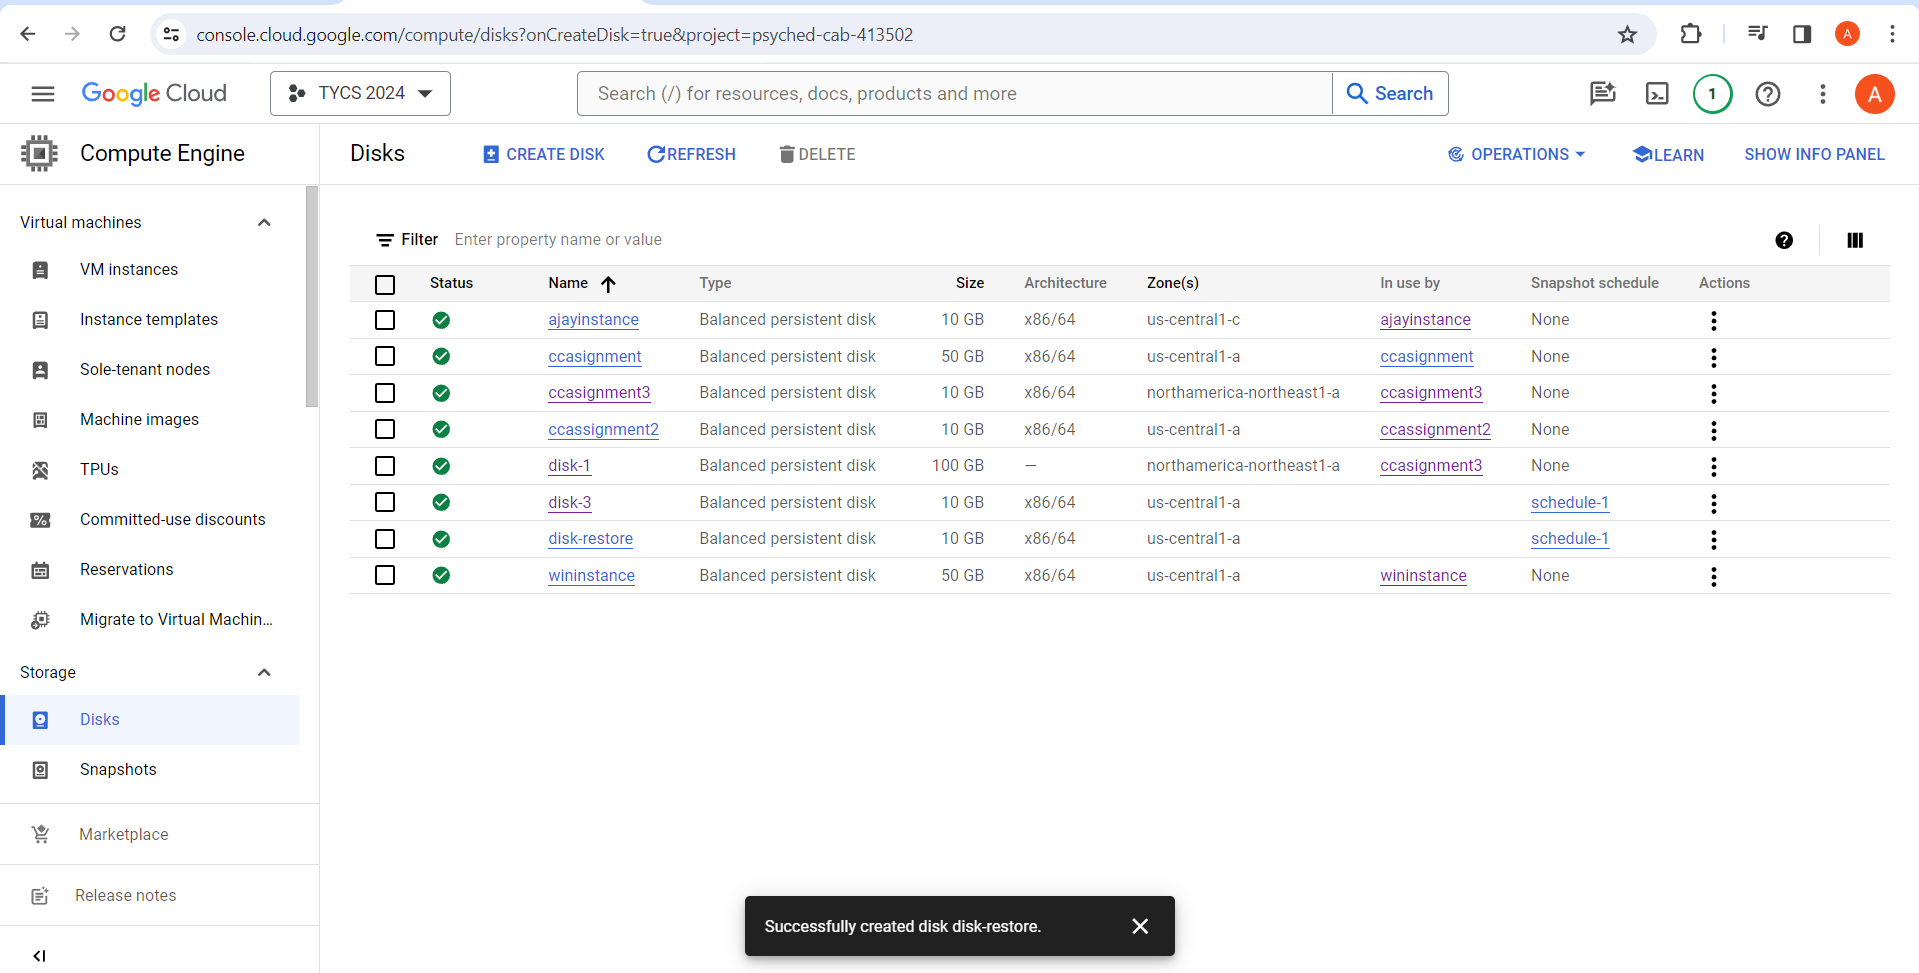 console.cloud.google.com/compute/disks?onCreateDisk=true&project=psyched-cab-413502
A
Google Cloud
TYCS 2024
Search (/) for resources, docs, products and more
Search
1
A
Compute Engine
Disks
CREATE DISK
REFRESH
DELETE
OPERATIONS
LEARN
SHOW INFO PANEL
Virtual machines
VM instances
Instance templates
Sole-tenant nodes
Machine images
TPUs
Committed-use discounts
Reservations
Migrate to Virtual Machin...
Storage
Disks
Snapshots
Marketplace
Release notes
Filter Enter property name or value
Status Name Type Size Architecture Zone(s) In use by Snapshot schedule Actions
ajayinstance Balanced persistent disk 10 GB x86/64 us-central1-c ajayinstance None
ccasignment Balanced persistent disk 50 GB x86/64 us-central1-a ccasignment None
ccasignment3 Balanced persistent disk 10 GB x86/64 northamerica-northeast1-a ccasignment3 None
ccassignment2 Balanced persistent disk 10 GB x86/64 us-central1-a ccassignment2 None
disk-1 Balanced persistent disk 100 GB — northamerica-northeast1-a ccasignment3 None
disk-3 Balanced persistent disk 10 GB x86/64 us-central1-a schedule-1
disk-restore Balanced persistent disk 10 GB x86/64 us-central1-a schedule-1
wininstance Balanced persistent disk 50 GB x86/64 us-central1-a wininstance None
Successfully created disk disk-restore.